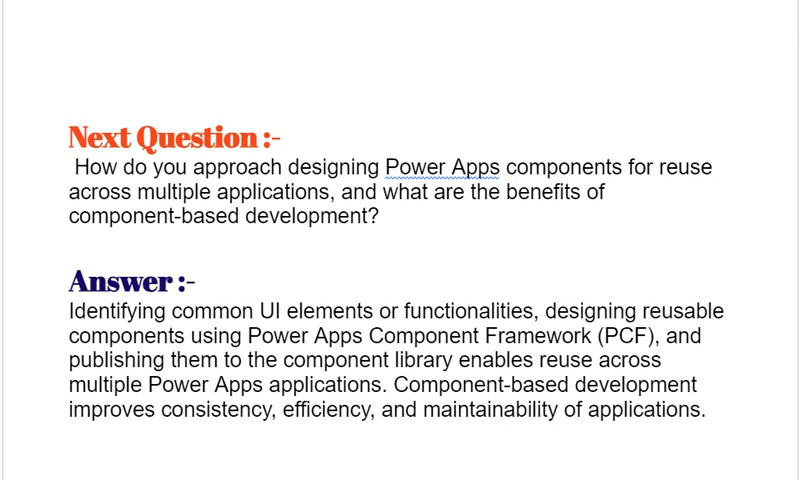 Next Question :-
How do you approach designing Power Apps components for reuse
across multiple applications, and what are the benefits of
component-based development?
Answer :-
Identifying common UI elements or functionalities, designing reusable
components using Power Apps Component Framework (PCF), and
publishing them to the component library enables reuse across
multiple Power Apps applications. Component-based development
improves consistency, efficiency, and maintainability of applications.